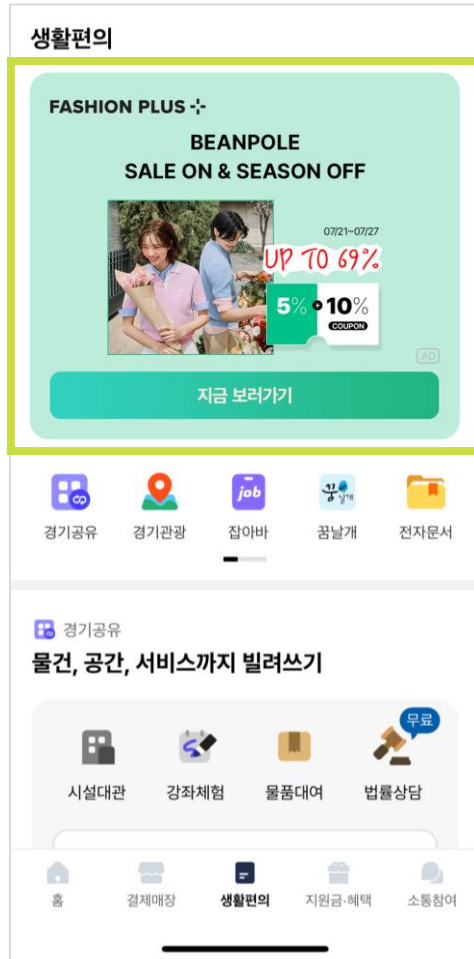 생활편의
FASHION PLUS
BEANPOLE
SALE ON & SEASON OFF
07/21~07/27
UP TO 69%
5% + 10%
COUPON
AD
지금 보러가기
job
꿈날개
경기공유
경기관광
잡아바
꿈날개
전자문서
경기공유
물건, 공간, 서비스까지 빌려쓰기
무료
시설대관
강좌체험
물품대여
법률상담
홈
결제매장
생활편의
지원금·혜택
소통참여